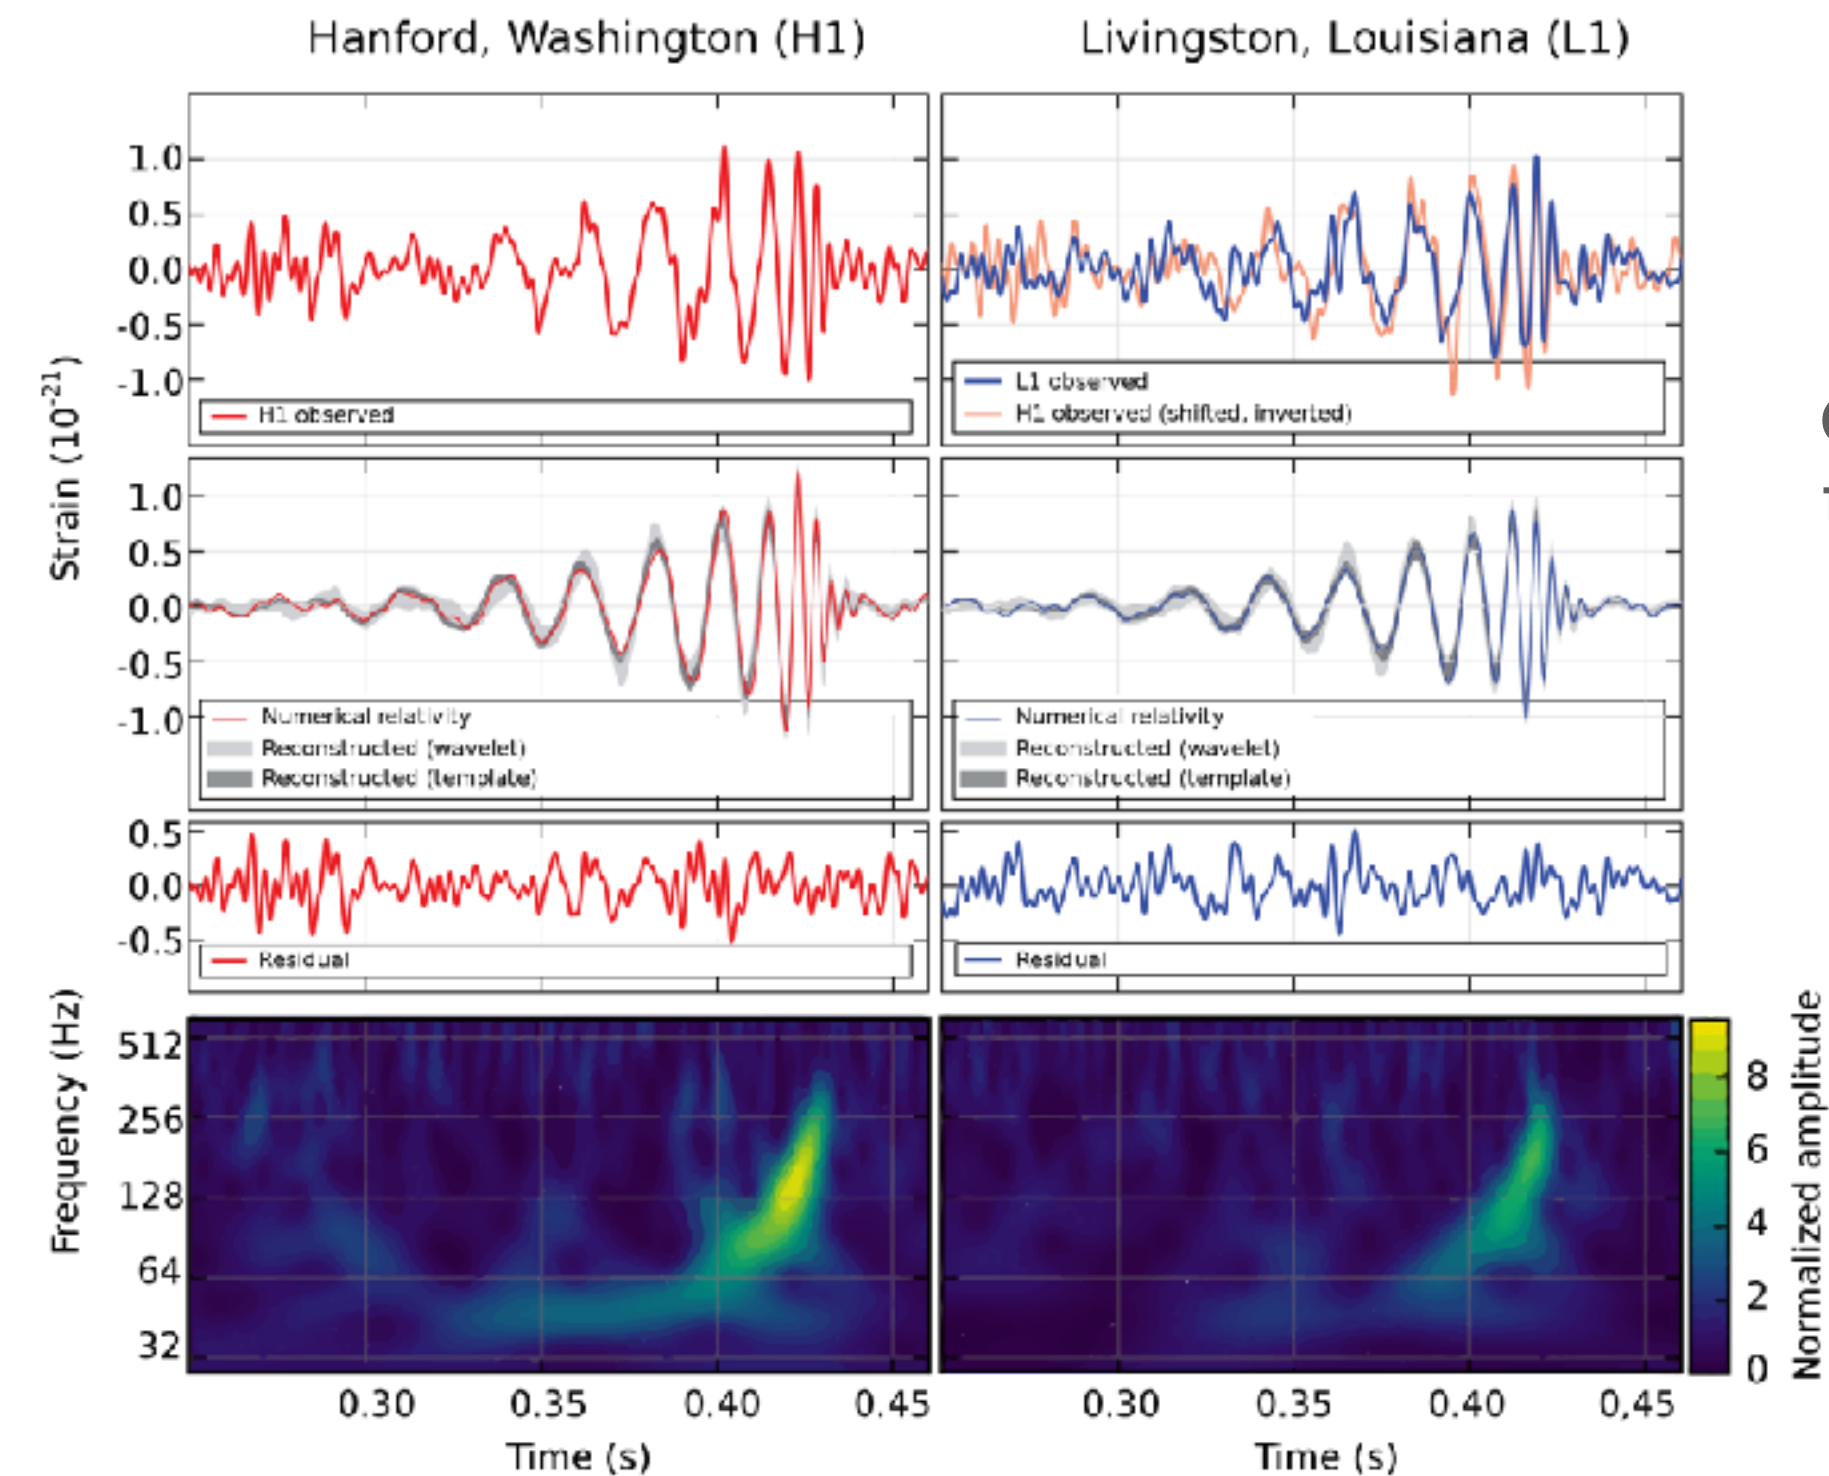 Hanford, Washington (H1)
Livingston, Louisiana (L1)
Strain (10-21)
1.0
0.5
0.0
-0.5
-1.0
H1 observed
L1 observed
H1 observed (shifted, inverted)
1.0
0.5
0.0
-0.5
-1.0
Numerical relativity
Reconstructed (wavelet)
Reconstructed (template)
Numerical relativity
Reconstructed (wavelet)
Reconstructed (template)
0.5
0.0
-0.5
Residual
Residual
Frequency (Hz)
512
256
128
64
32
Normalized amplitude
8
6
4
2
0
0.30 0.35 0.40 0.45
0.30 0.35 0.40 0,45
Time (s)
Time (s)